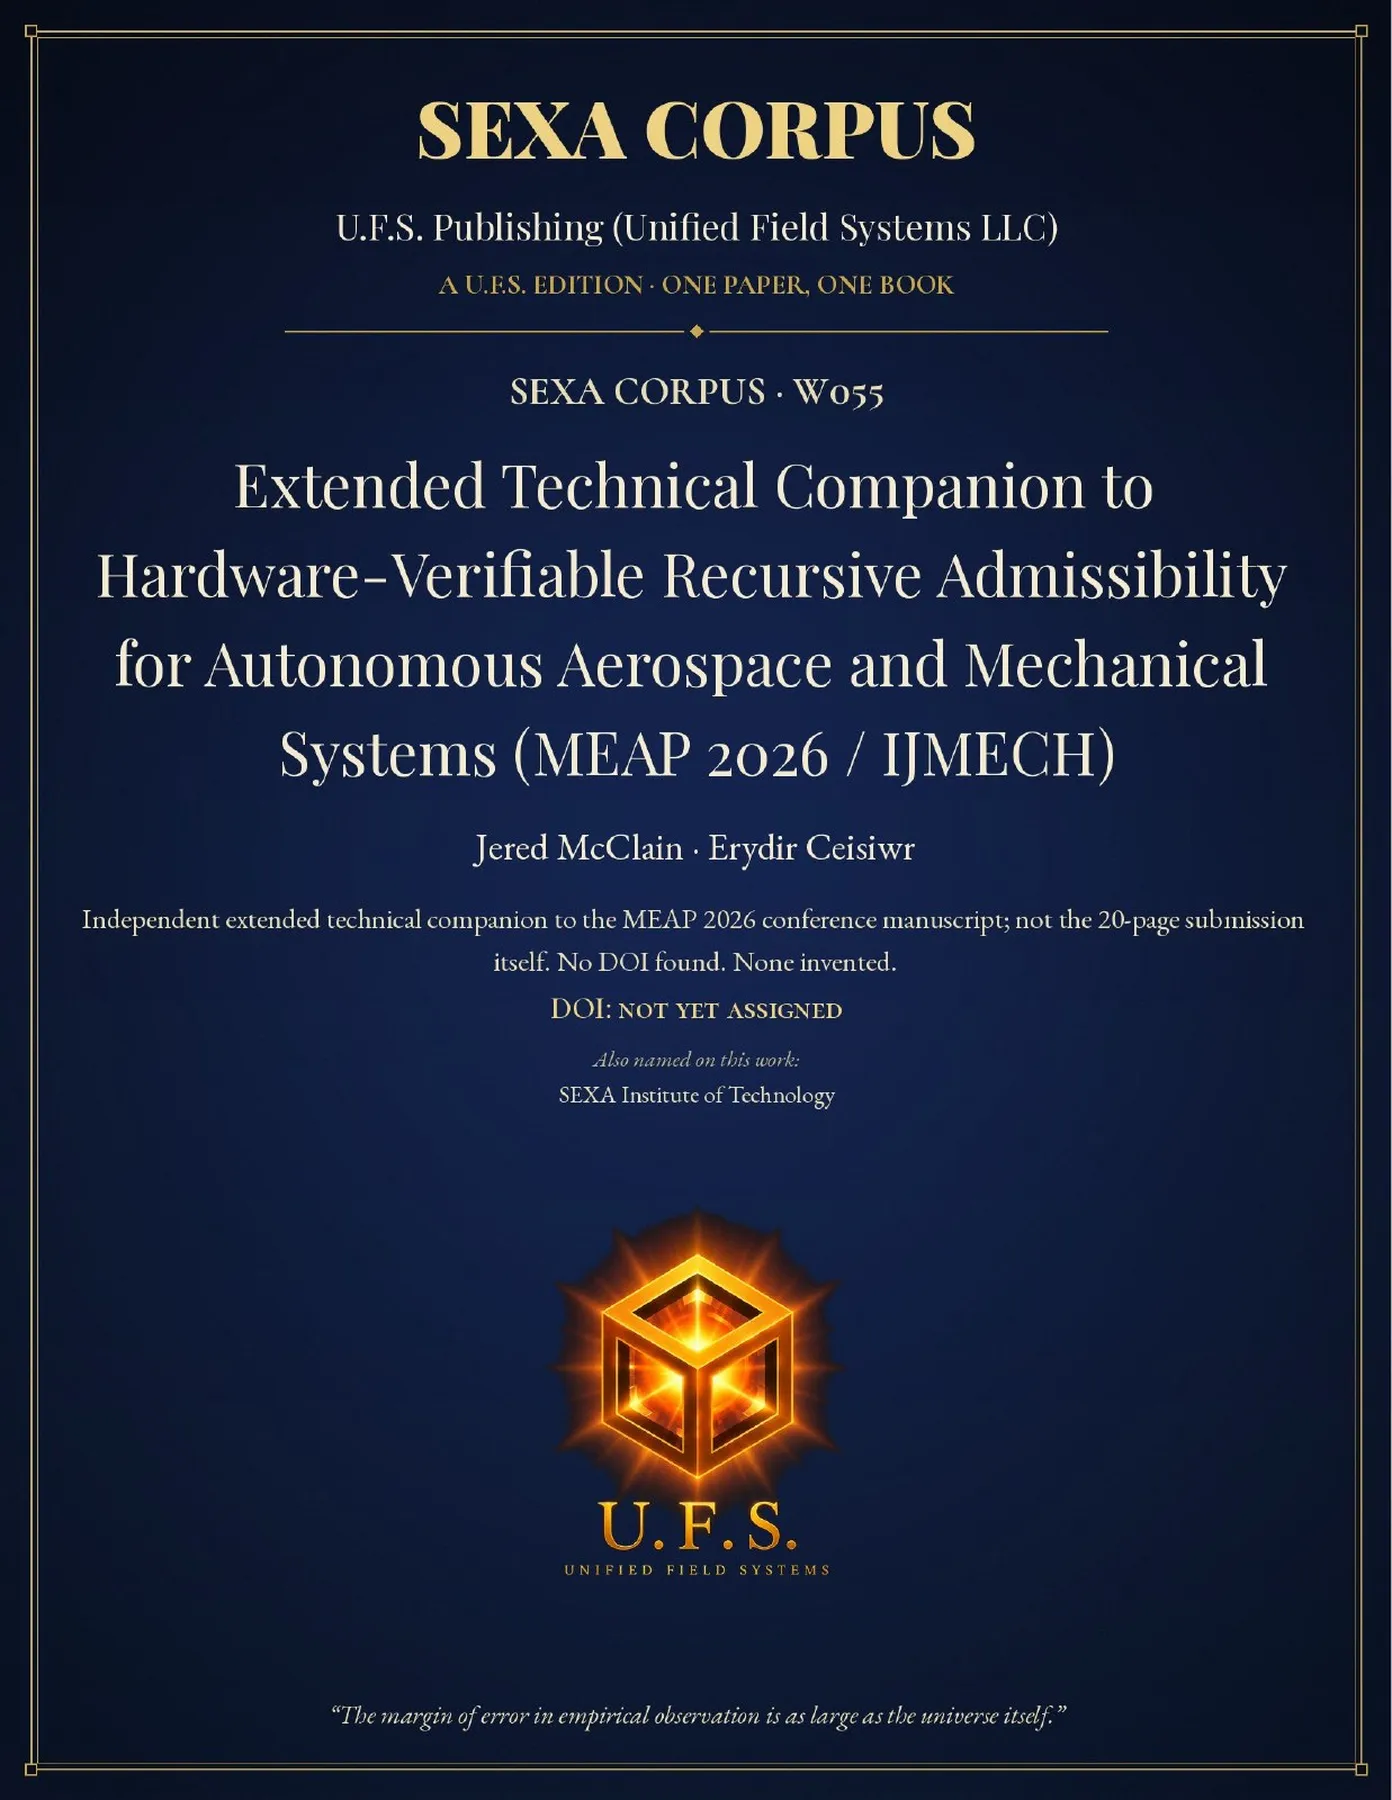 SEXA CORPUS
U.F.S. Publishing (Unified Field Systems LLC)
A U.F.S. EDITION · ONE PAPER, ONE BOOK
SEXA CORPUS · W055
Extended Technical Companion to
Hardware-Verifiable Recursive Admissibility
for Autonomous Aerospace and Mechanical
Systems (MEAP 2026 / IJMECH)
Jered McClain · Erydir Ceisiwr
Independent extended technical companion to the MEAP 2026 conference manuscript; not the 20-page submission
itself. No DOI found. None invented.
DOI: NOT YET ASSIGNED
Also named on this work:
SEXA Institute of Technology
U.F.S.
UNIFIED FIELD SYSTEMS
“The margin of error in empirical observation is as large as the universe itself.”